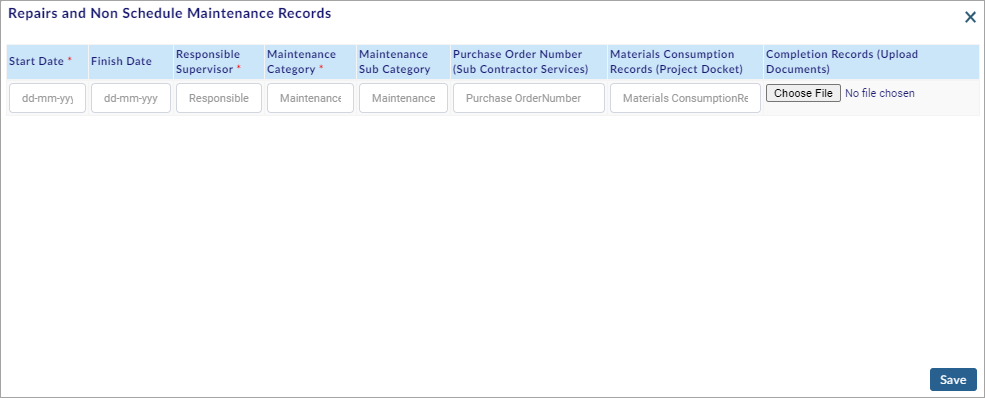 Repairs and Non Schedule Maintenance Records
Start Date *
Finish Date
Responsible
Supervisor *
Maintenance
Category *
Maintenance
Sub Category
Purchase Order Number
(Sub Contractor Services)
Materials Consumption
Records (Project Docket)
Completion Records (Upload
Documents)
dd-mm-yyy
dd-mm-yyy
Responsible
Maintenance
Maintenance
Purchase OrderNumber
Materials ConsumptionRe
Choose File No file chosen
Save